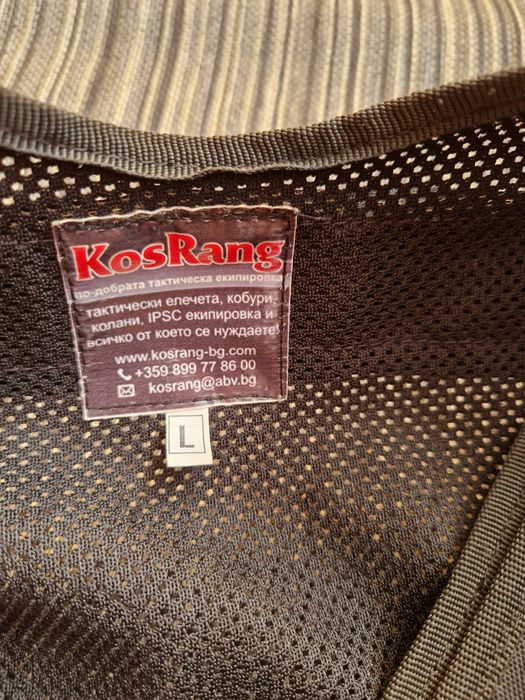 KosRang
по-добрата тактическа екипировка
тактически елечета, кобури,
колани, IPSC екипировка и
всичко от което се нуждаете!
www.kosrang-bg.com
+359 899 77 86 00
kosrang@abv.bg
L